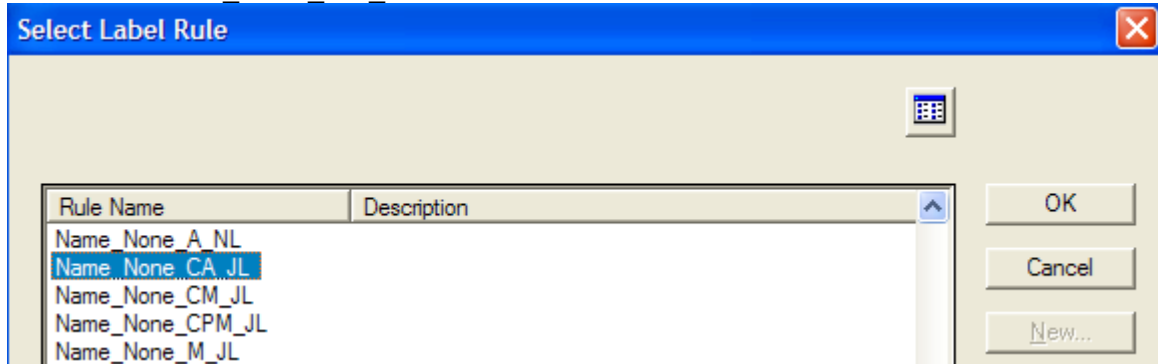 Select Label Rule
Rule Name Description
OK
Name_None_A_NL
Name_None_CA_JL
Cancel
Name_None_CM_JL
Name_None_CPM_JL
New...
Name_None_M_JL